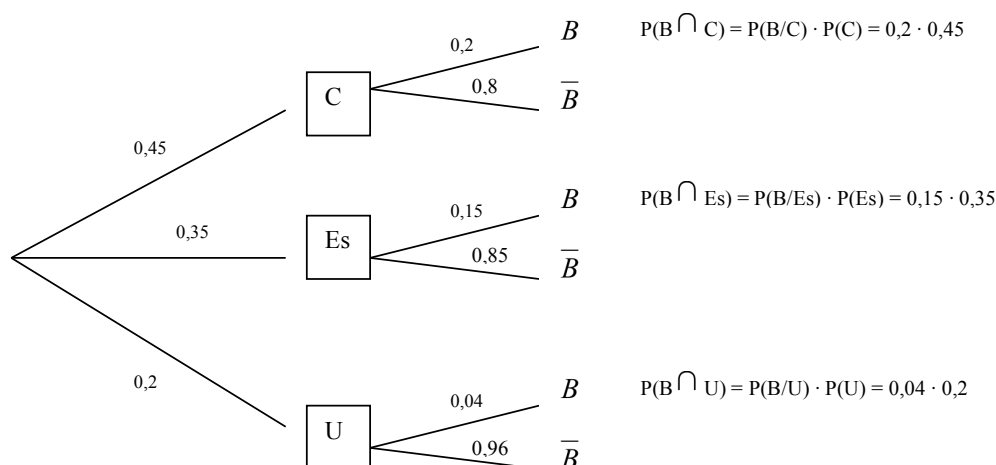 0,2 B P(B ∩ C) = P(B/C) · P(C) = 0,2 · 0,45
C
0,8 B̅
0,45
0,15 B P(B ∩ Es) = P(B/Es) · P(Es) = 0,15 · 0,35
0,35 Es
0,85 B̅
0,2
0,04 B P(B ∩ U) = P(B/U) · P(U) = 0,04 · 0,2
U
0,96 B̅